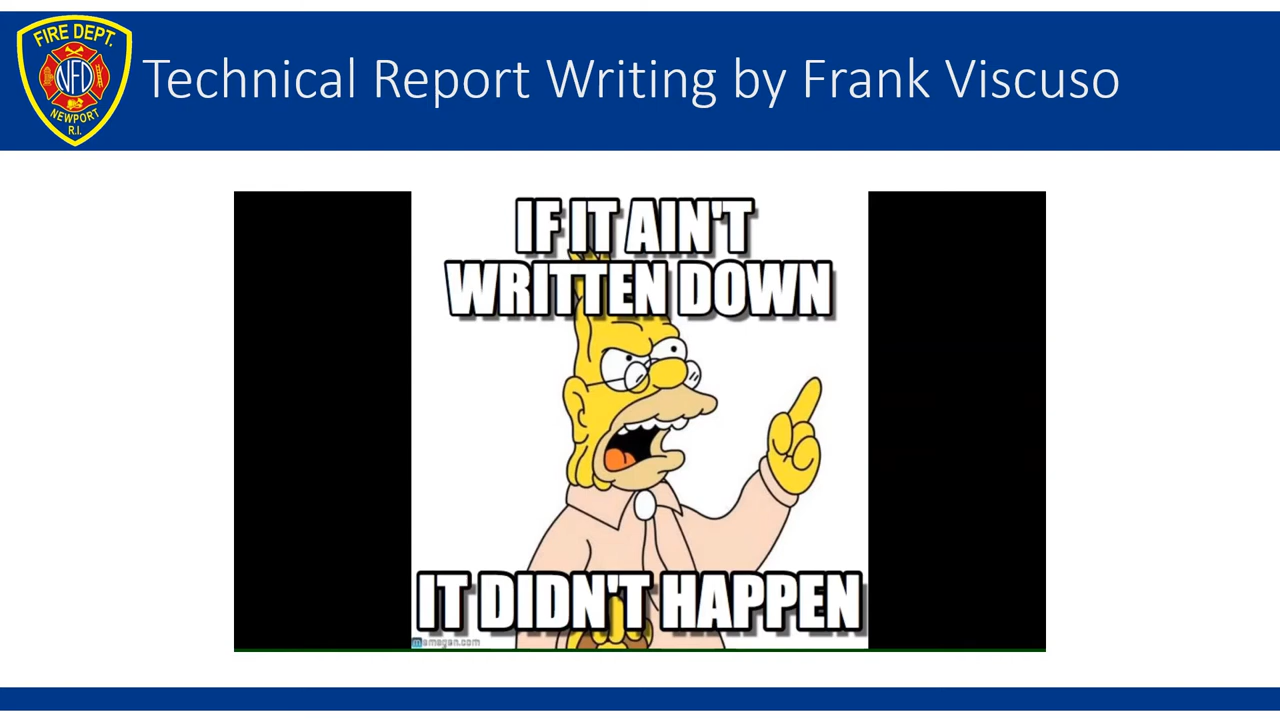 FIRE DEPT.
NFD
NEWPORT
R.I.
Technical Report Writing by Frank Viscuso
IF IT AIN'T
WRITTEN DOWN
IT DIDN'T HAPPEN
memegen.com